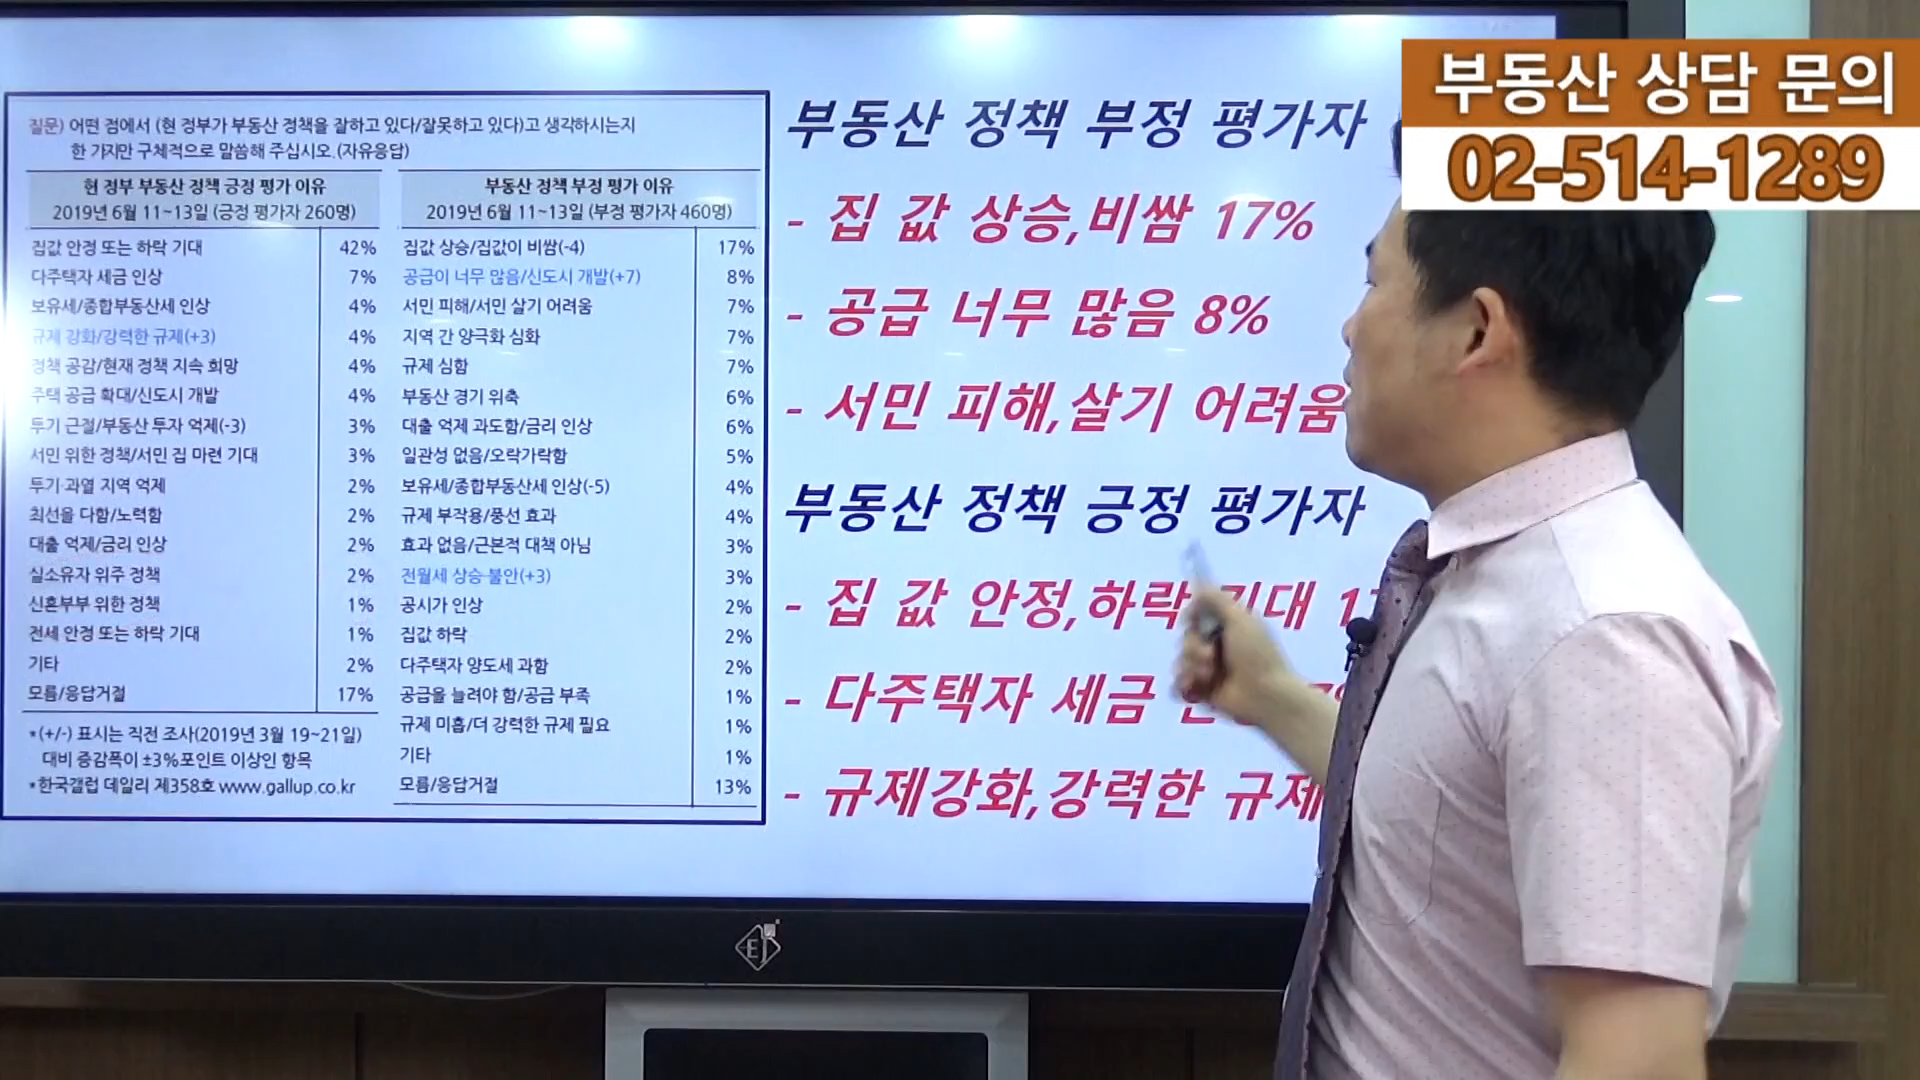 질문) 어떤 점에서 (현 정부가 부동산 정책을 잘하고 있다/잘못하고 있다)고 생각하시는지
한 가지만 구체적으로 말씀해 주십시오.(자유응답)
현 정부 부동산 정책 긍정 평가 이유
2019년 6월 11~13일 (긍정 평가자 260명)
집값 안정 또는 하락 기대 42%
다주택자 세금 인상 7%
보유세/종합부동산세 인상 4%
규제 강화/강력한 규제(+3) 4%
정책 공감/현재 정책 지속 희망 4%
주택 공급 확대/신도시 개발 4%
투기 근절/부동산 투자 억제(-3) 3%
서민 위한 정책/서민 집 마련 기대 3%
투기 과열 지역 억제 2%
최선을 다함/노력함 2%
대출 억제/금리 인상 2%
실소유자 위주 정책 2%
신혼부부 위한 정책 1%
전세 안정 또는 하락 기대 1%
기타 2%
모름/응답거절 17%
*(+/-) 표시는 직전 조사(2019년 3월 19~21일)
대비 증감폭이 ±3%포인트 이상인 항목
*한국갤럽 데일리 제358호 www.gallup.co.kr
부동산 정책 부정 평가 이유
2019년 6월 11~13일 (부정 평가자 460명)
집값 상승/집값이 비쌈(-4) 17%
공급이 너무 많음/신도시 개발(+7) 8%
서민 피해/서민 살기 어려움 7%
지역 간 양극화 심화 7%
규제 심함 7%
부동산 경기 위축 6%
대출 억제 과도함/금리 인상 6%
일관성 없음/오락가락함 5%
보유세/종합부동산세 인상(-5) 4%
규제 부작용/풍선 효과 4%
효과 없음/근본적 대책 아님 3%
전월세 상승·불안(+3) 3%
공시가 인상 2%
집값 하락 2%
다주택자 양도세 과함 2%
공급을 늘려야 함/공급 부족 1%
규제 미흡/더 강력한 규제 필요 1%
기타 1%
모름/응답거절 13%
부동산 정책 부정 평가자
- 집 값 상승,비쌈 17%
- 공급 너무 많음 8%
- 서민 피해,살기 어려움
부동산 정책 긍정 평가자
- 집 값 안정,하락 기대
- 다주택자 세금
- 규제강화,강력한 규제
부동산 상담 문의
02-514-1289
EJ